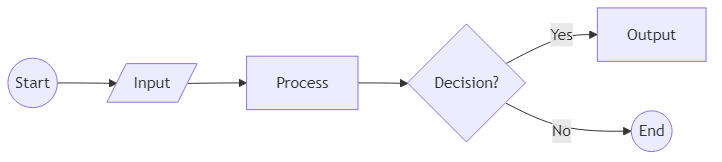 Start
Input
Process
Decision?
Yes
Output
No
End